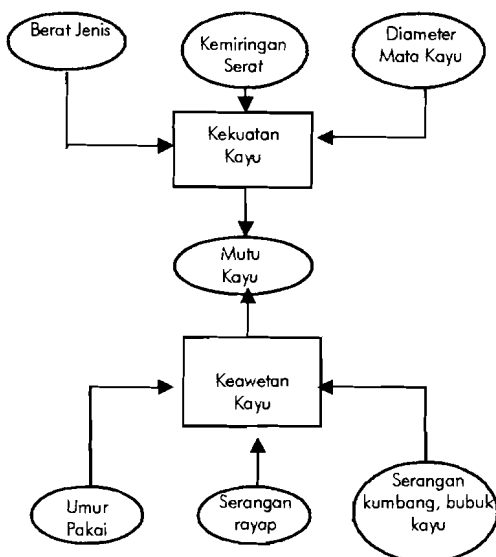 Berat Jenis
Kemiringan
Serat
Diameter
Mata Kayu
Kekuatan
Kayu
Mutu
Kayu
Keawetan
Kayu
Umur
Pakai
Serangan
rayap
Serangan
kumbang, bubuk
kayu